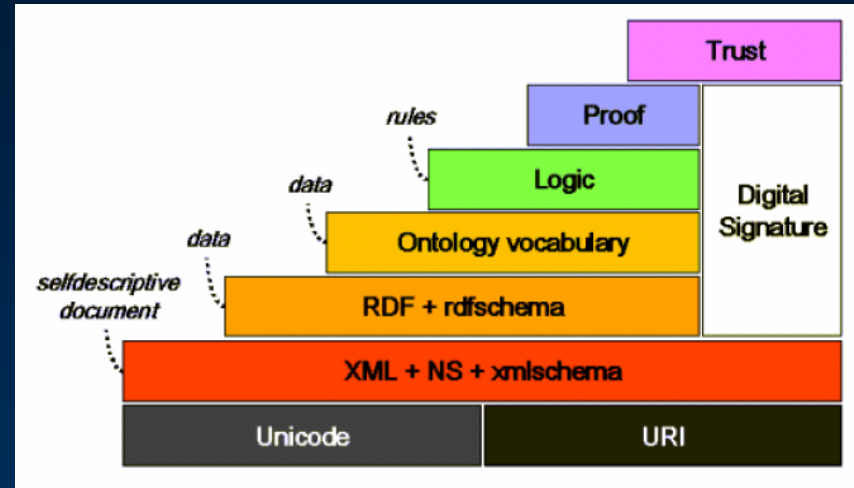 Trust
Proof
rules
Logic
data
Digital
Signature
Ontology vocabulary
data
RDF + rdfschema
selfdescriptive
document
XML + NS + xmlschema
Unicode
URI